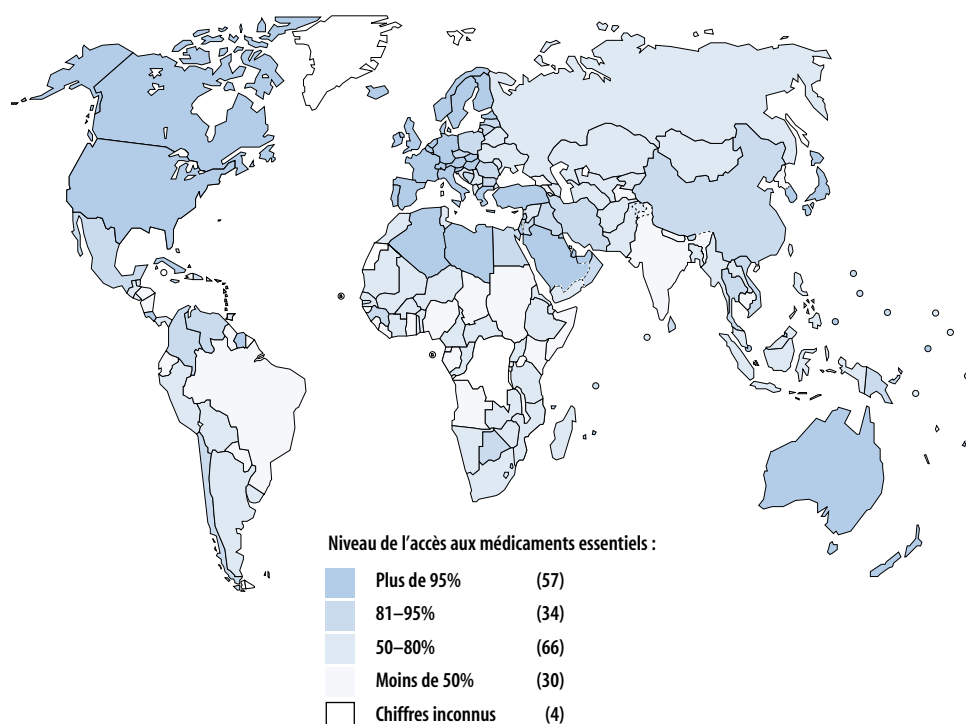 Niveau de l’accès aux médicaments essentiels :
Plus de 95% (57)
81–95% (34)
50–80% (66)
Moins de 50% (30)
Chiffres inconnus (4)